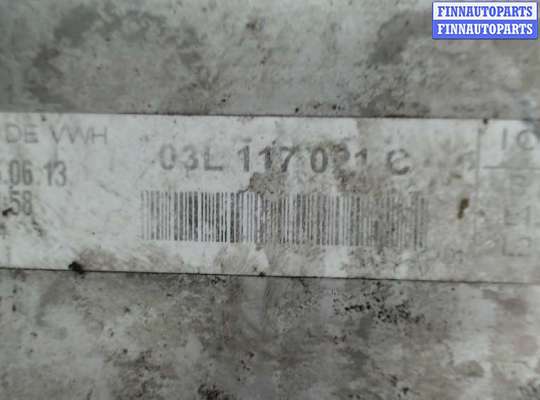 FINNAUTOPARTS
FINNAUTOPARTS
DE VWH
03L 117 021 C
.06.13
58